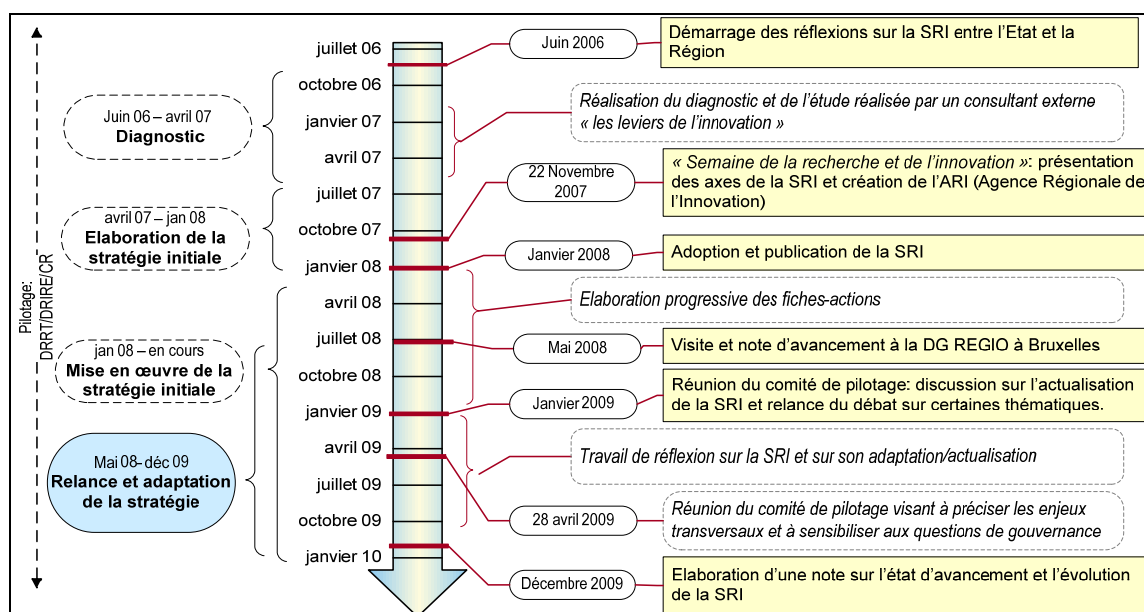 Pilotage:
DRRT/DRIRE/CR
Juin 06 – avril 07
Diagnostic
avril 07 – jan 08
Elaboration de la
stratégie initiale
jan 08 – en cours
Mise en œuvre de la
stratégie initiale
Mai 08– déc 09
Relance et adaptation
de la stratégie
juillet 06
octobre 06
janvier 07
avril 07
juillet 07
octobre 07
janvier 08
avril 08
juillet 08
octobre 08
janvier 09
avril 09
juillet 09
octobre 09
janvier 10
Juin 2006
Démarrage des réflexions sur la SRI entre l’Etat et la
Région
Réalisation du diagnostic et de l’étude réalisée par un consultant externe
« les leviers de l’innovation »
22 Novembre
2007
« Semaine de la recherche et de l’innovation »: présentation
des axes de la SRI et création de l’ARI (Agence Régionale de
l’Innovation)
Janvier 2008
Adoption et publication de la SRI
Elaboration progressive des fiches-actions
Mai 2008
Visite et note d’avancement à la DG REGIO à Bruxelles
Janvier 2009
Réunion du comité de pilotage: discussion sur l’actualisation
de la SRI et relance du débat sur certaines thématiques.
Travail de réflexion sur la SRI et sur son adaptation/actualisation
28 avril 2009
Réunion du comité de pilotage visant à préciser les enjeux
transversaux et à sensibiliser aux questions de gouvernance
Décembre 2009
Elaboration d’une note sur l’état d’avancement et l’évolution
de la SRI